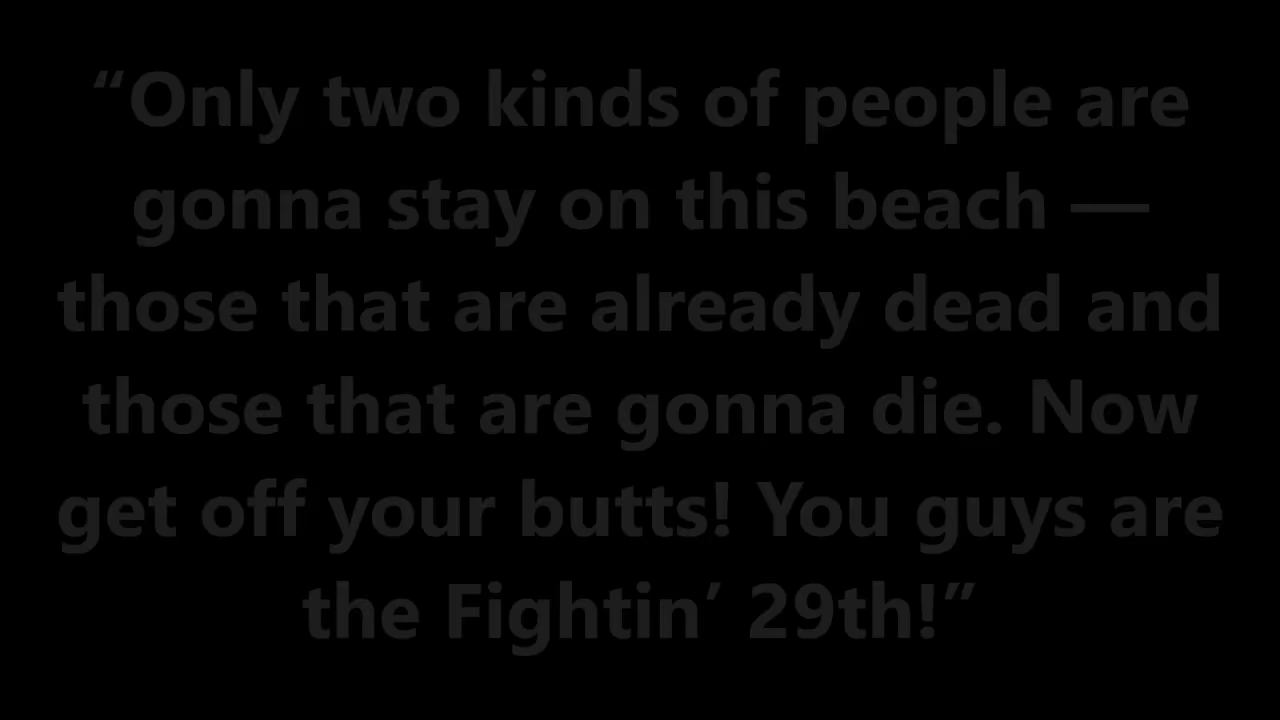 “Only two kinds of people are
gonna stay on this beach —
those that are already dead and
those that are gonna die. Now
get off your butts! You guys are
the Fightin’ 29th!”